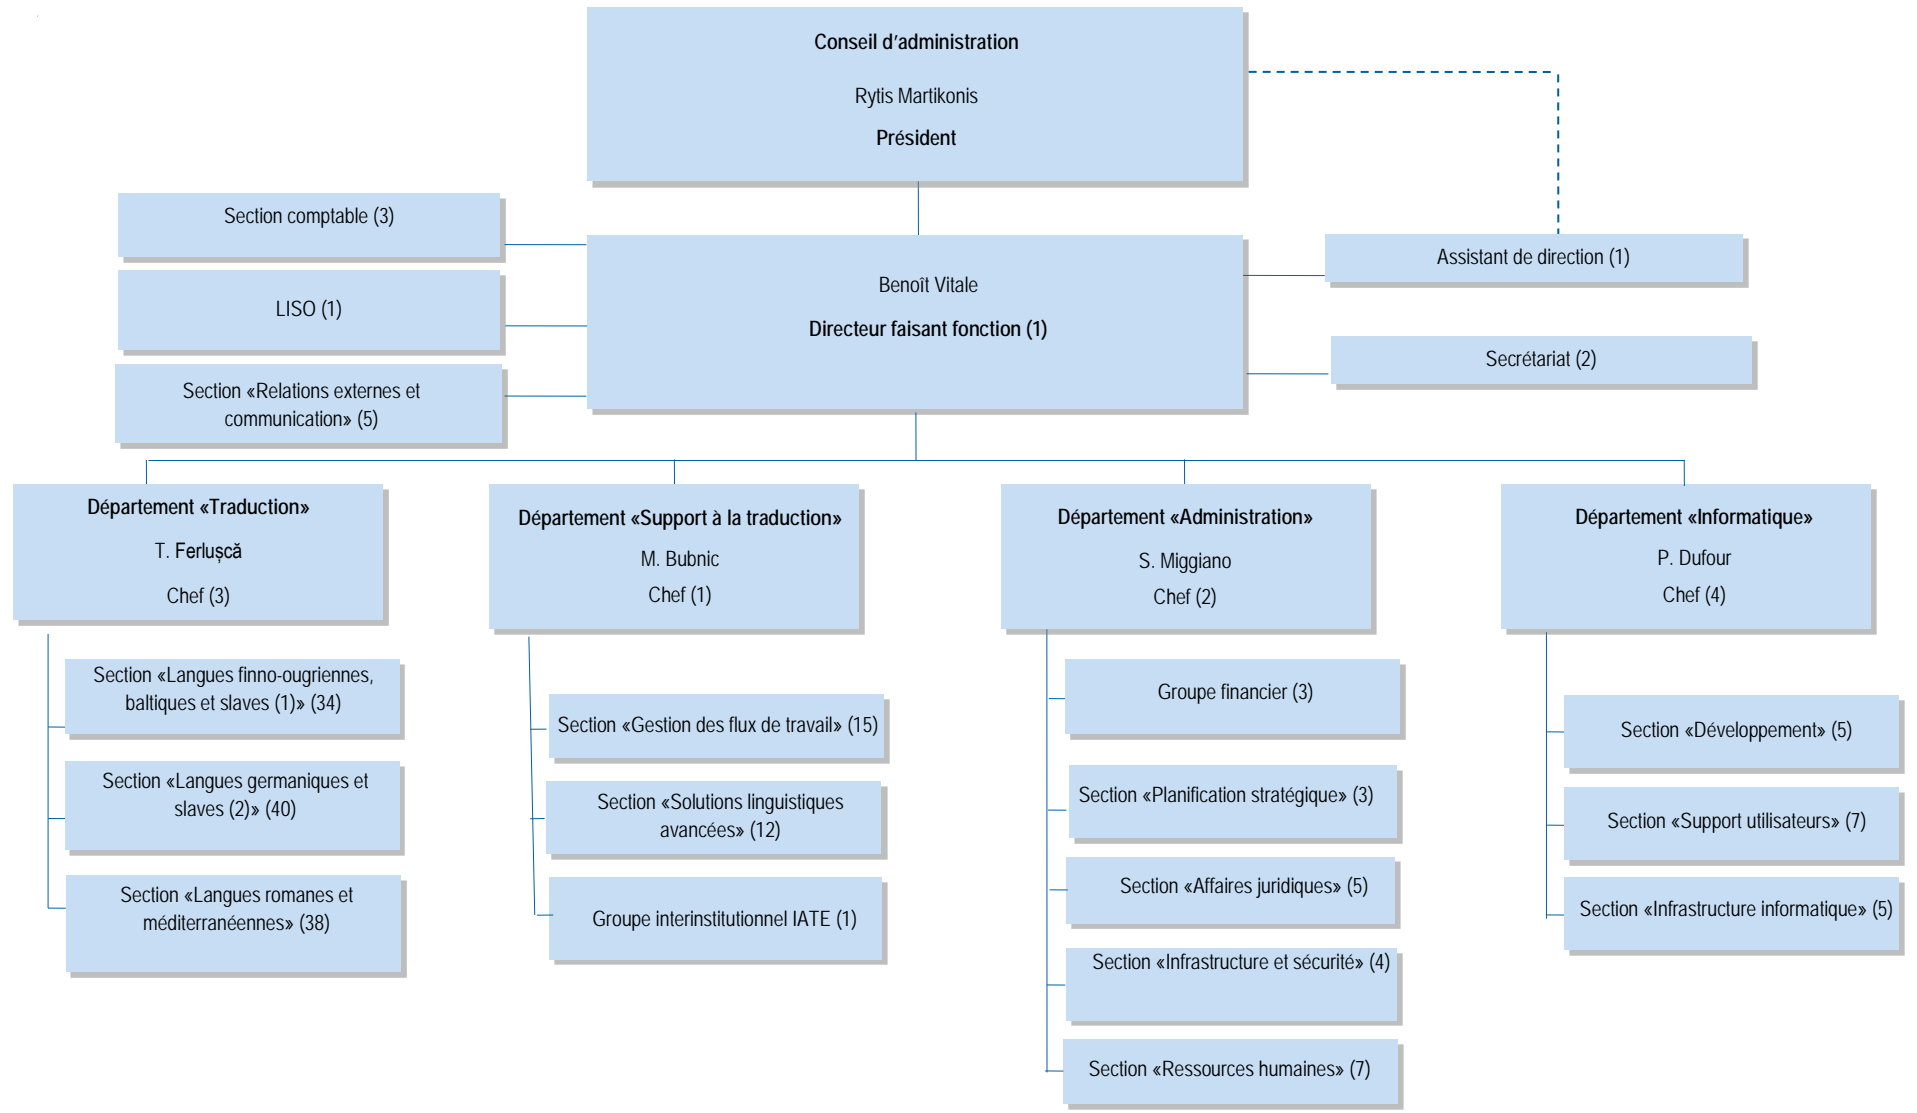 Conseil d'administration
Rytis Martikonis
Président
Section comptable (3)
LISO (1)
Section «Relations externes et
communication» (5)
Benoît Vitale
Directeur faisant fonction (1)
Assistant de direction (1)
Secrétariat (2)
Département «Traduction»
T. Ferlușcă
Chef (3)
Section «Langues finno-ougriennes,
baltiques et slaves (1)» (34)
Section «Langues germaniques et
slaves (2)» (40)
Section «Langues romanes et
méditerranéennes» (38)
Département «Support à la traduction»
M. Bubnic
Chef (1)
Section «Gestion des flux de travail» (15)
Section «Solutions linguistiques
avancées» (12)
Groupe interinstitutionnel IATE (1)
Département «Administration»
S. Miggiano
Chef (2)
Groupe financier (3)
Section «Planification stratégique» (3)
Section «Affaires juridiques» (5)
Section «Infrastructure et sécurité» (4)
Section «Ressources humaines» (7)
Département «Informatique»
P. Dufour
Chef (4)
Section «Développement» (5)
Section «Support utilisateurs» (7)
Section «Infrastructure informatique» (5)